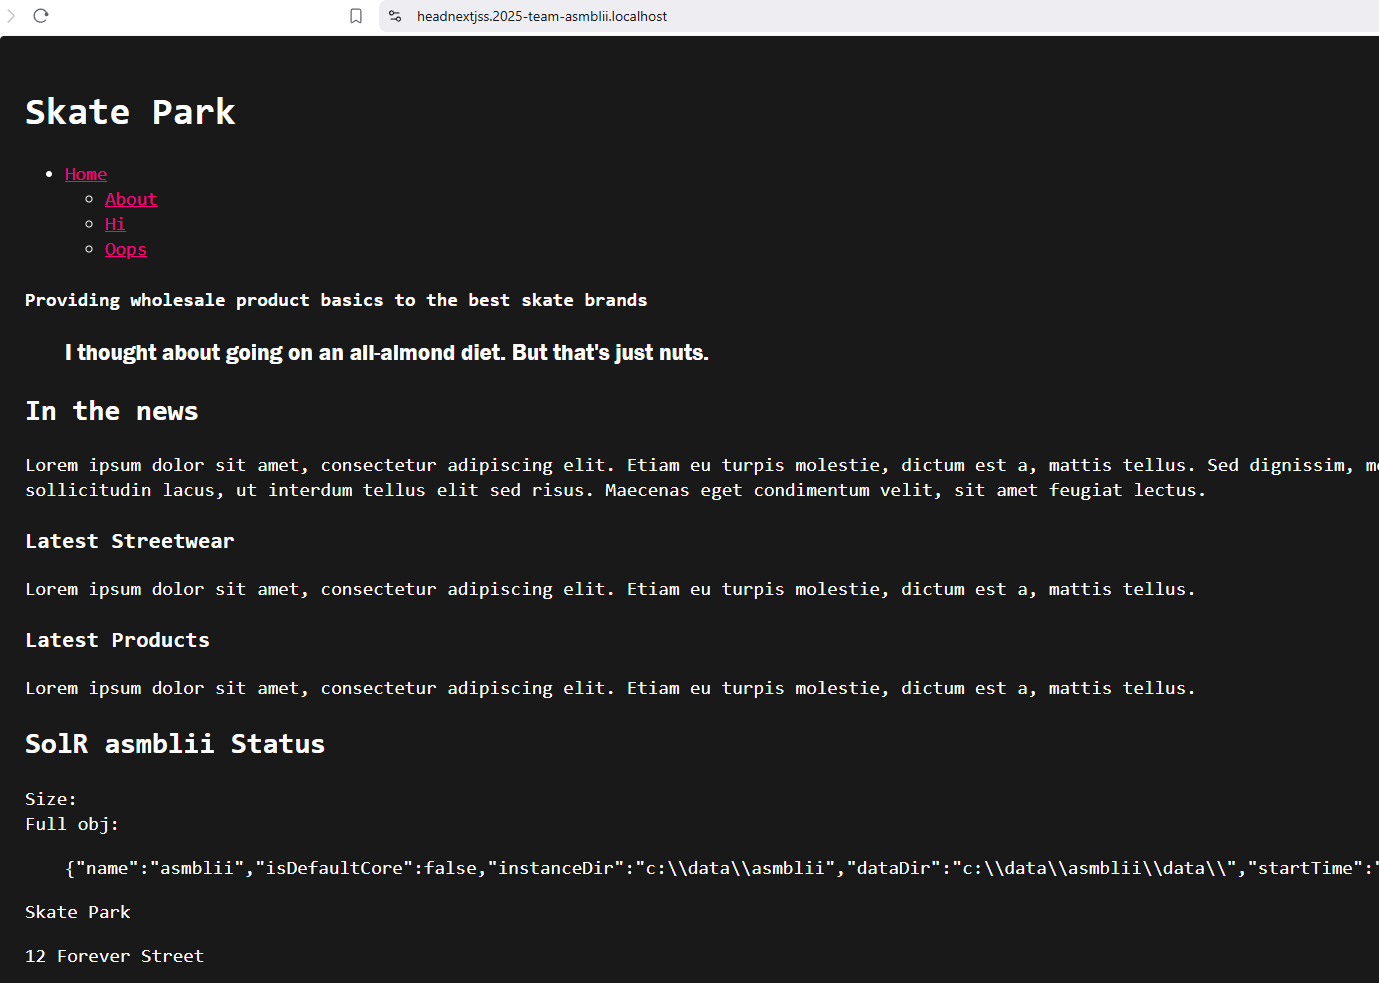 headnextjss.2025-team-asmblii.localhost
Skate Park
Home
About
Hi
Oops
Providing wholesale product basics to the best skate brands
I thought about going on an all-almond diet. But that's just nuts.
In the news
Lorem ipsum dolor sit amet, consectetur adipiscing elit. Etiam eu turpis molestie, dictum est a, mattis tellus. Sed dignissim,
sollicitudin lacus, ut interdum tellus elit sed risus. Maecenas eget condimentum velit, sit amet feugiat lectus.
Latest Streetwear
Lorem ipsum dolor sit amet, consectetur adipiscing elit. Etiam eu turpis molestie, dictum est a, mattis tellus.
Latest Products
Lorem ipsum dolor sit amet, consectetur adipiscing elit. Etiam eu turpis molestie, dictum est a, mattis tellus.
SolR asmblii Status
Size:
Full obj:
{"name":"asmblii","isDefaultCore":false,"instanceDir":"c:\\data\\asmblii","dataDir":"c:\\data\\asmblii\\data\\","startTime":"
Skate Park
12 Forever Street